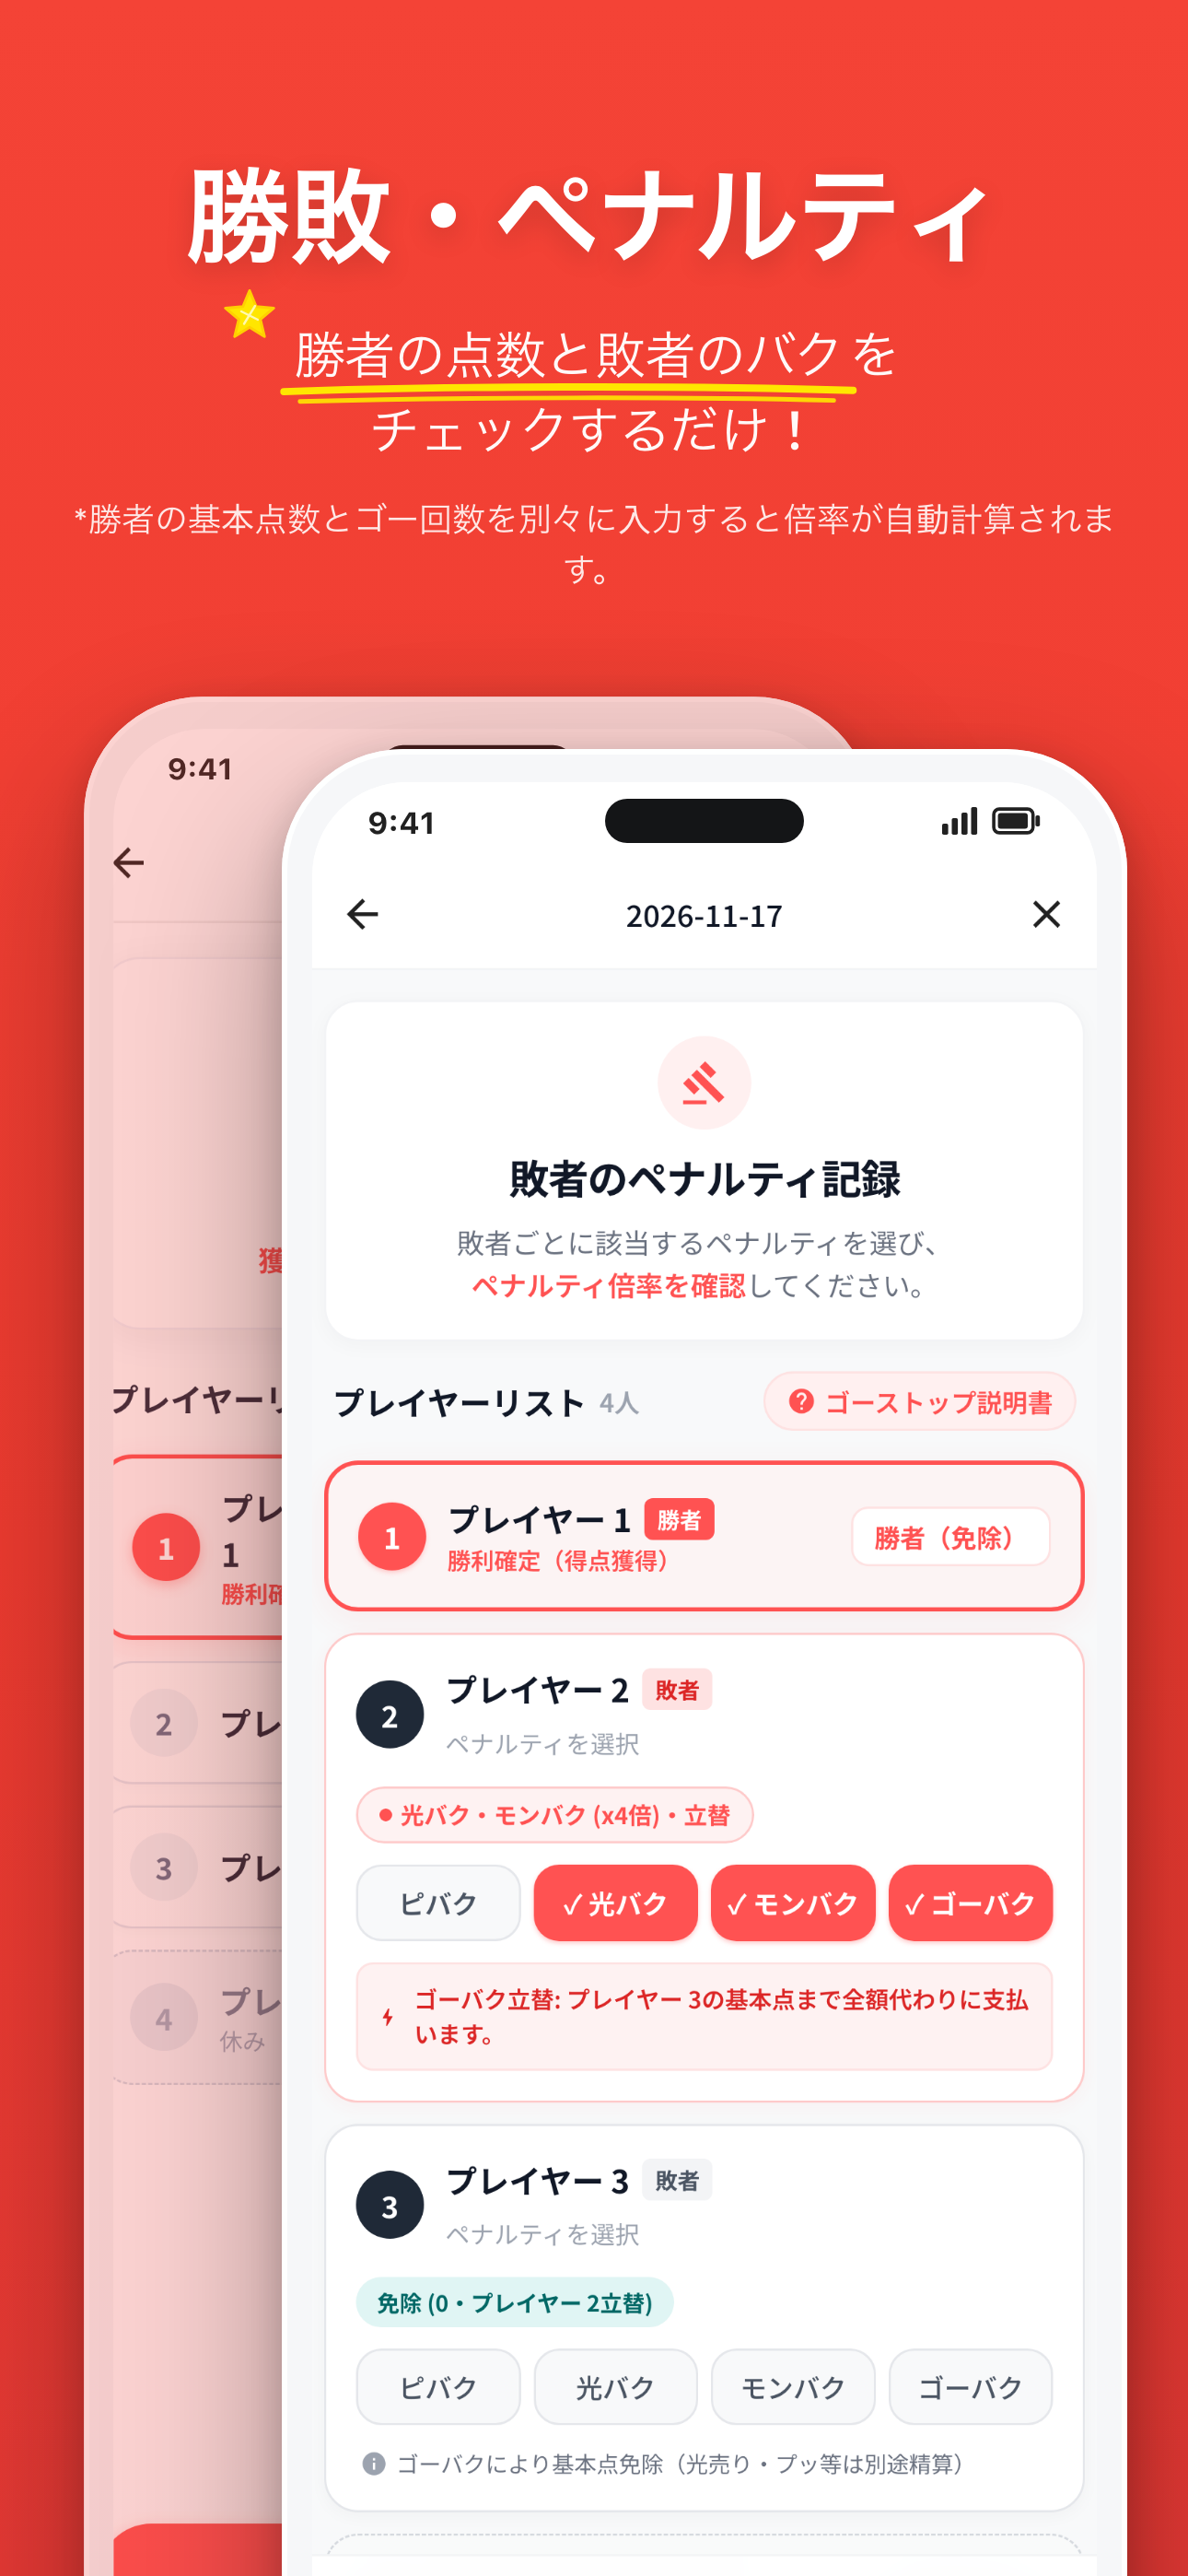 勝敗・ペナルティ
勝者の点数と敗者のバクを
チェックするだけ！
*勝者の基本点数とゴー回数を別々に入力すると倍率が自動計算されま
す。
9:41
獲
プレイヤーリ
1
プレ
1
勝利確
2
プレ
3
プレ
4
プレ
休み
9:41
2026-11-17
敗者のペナルティ記録
敗者ごとに該当するペナルティを選び、
ペナルティ倍率を確認してください。
プレイヤーリスト 4人
ゴーストップ説明書
1
プレイヤー 1 勝者
勝利確定（得点獲得）
勝者（免除）
2
プレイヤー 2 敗者
ペナルティを選択
光バク・モンバク (x4倍)・立替
ピバク ✓光バク ✓モンバク ✓ゴーバク
ゴーバク立替: プレイヤー 3の基本点まで全額代わりに支払
います。
3
プレイヤー 3 敗者
ペナルティを選択
免除 (0・プレイヤー 2立替)
ピバク 光バク モンバク ゴーバク
ゴーバクにより基本点免除（光売り・プッ等は別途精算）